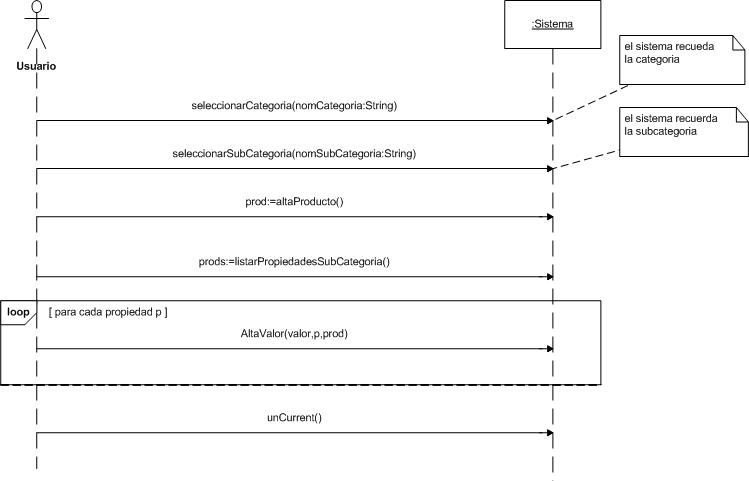 :Sistema
Usuario
el sistema recueda
la categoria
seleccionarCategoria(nomCategoria:String)
el sistema recuerda
la subcategoria
seleccionarSubCategoria(nomSubCategoria:String)
prod:=altaProducto()
prods:=listarPropiedadesSubCategoria()
loop
[ para cada propiedad p ]
AltaValor(valor,p,prod)
unCurrent()